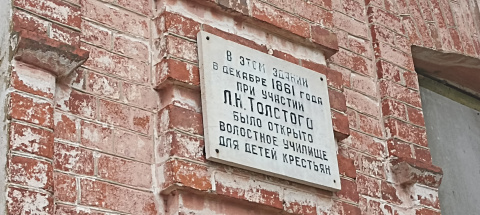 В ЭТОМ ЗДАНИИ
В ДЕКАБРЕ 1861 ГОДА
ПРИ УЧАСТИИ
Л.Н.ТОЛСТОГО
БЫЛО ОТКРЫТО
ВОЛОСТНОЕ УЧИЛИЩЕ
ДЛЯ ДЕТЕЙ КРЕСТЬЯН